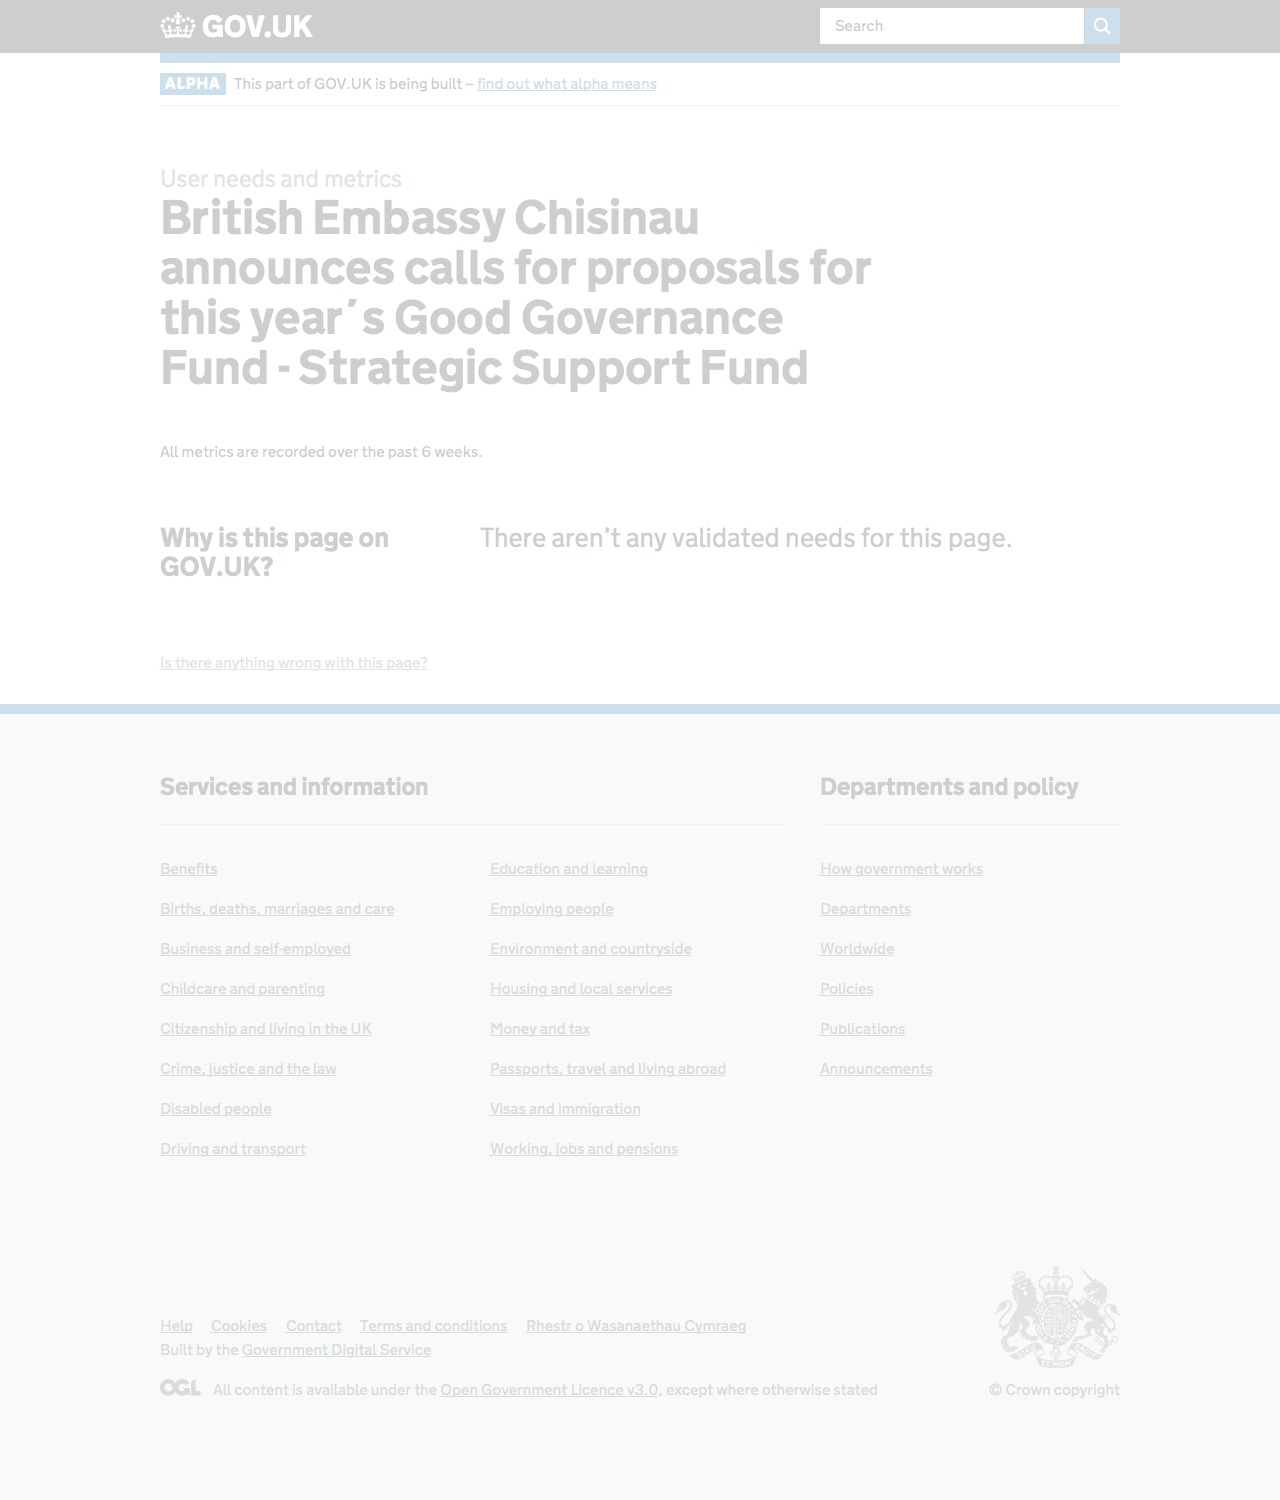 GOV.UK
Search
ALPHA This part of GOV.UK is being built – find out what alpha means
User needs and metrics
British Embassy Chisinau
announces calls for proposals for
this year´s Good Governance
Fund - Strategic Support Fund
All metrics are recorded over the past 6 weeks.
Why is this page on
GOV.UK?
There aren’t any validated needs for this page.
Is there anything wrong with this page?
Services and information
Benefits
Births, deaths, marriages and care
Business and self-employed
Childcare and parenting
Citizenship and living in the UK
Crime, justice and the law
Disabled people
Driving and transport
Education and learning
Employing people
Environment and countryside
Housing and local services
Money and tax
Passports, travel and living abroad
Visas and immigration
Working, jobs and pensions
Departments and policy
How government works
Departments
Worldwide
Policies
Publications
Announcements
Help Cookies Contact Terms and conditions Rhestr o Wasanaethau Cymraeg
Built by the Government Digital Service
OGL All content is available under the Open Government Licence v3.0, except where otherwise stated
© Crown copyright